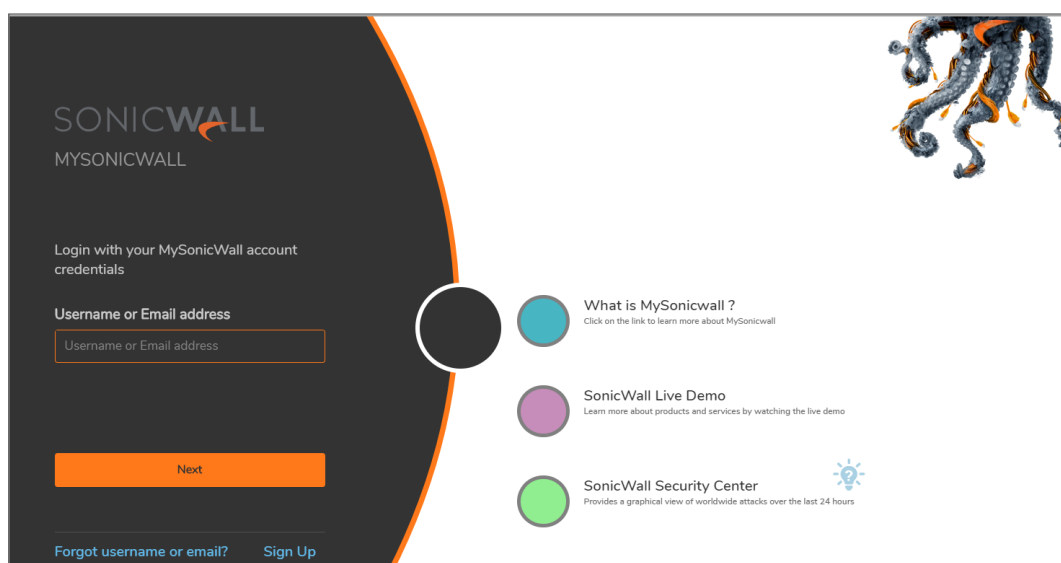 SONICWALL
MYSONICWALL
Login with your MySonicWall account
credentials
Username or Email address
Username or Email address
Next
Forgot username or email?
Sign Up
What is MySonicwall ?
Click on the link to learn more about MySonicwall
SonicWall Live Demo
Learn more about products and services by watching the live demo
SonicWall Security Center
Provides a graphical view of worldwide attacks over the last 24 hours